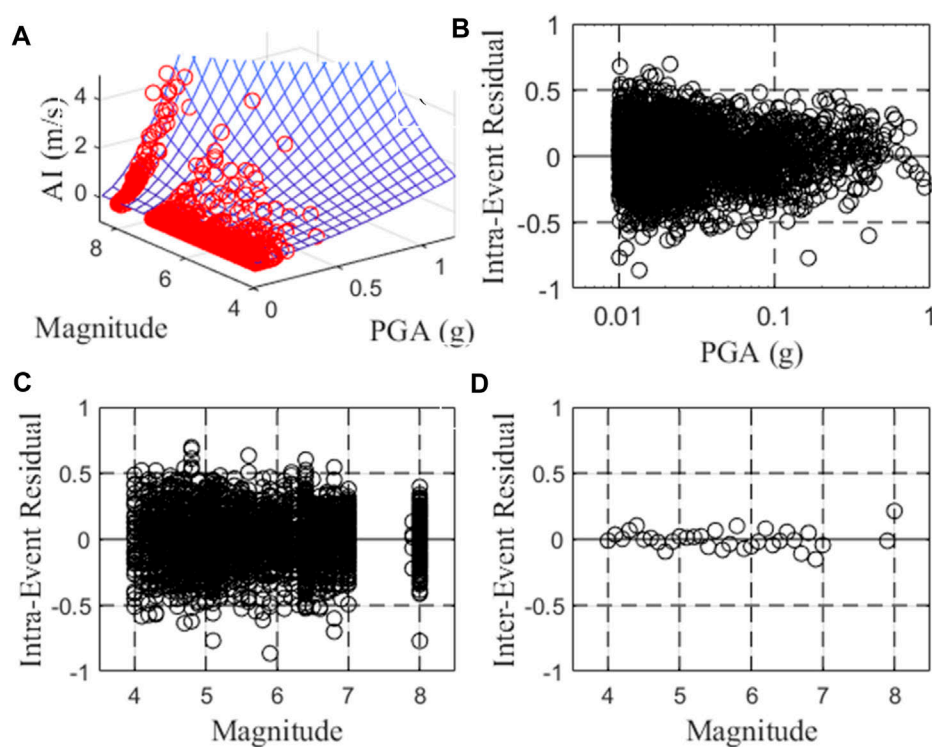 A
AI (m/s)
4
2
0
8
6
4
Magnitude
0
0.5
1
PGA (g)
B
Intra-Event Residual
1
0.5
0
-0.5
-1
0.01
0.1
1
PGA (g)
C
Intra-Event Residual
1
0.5
0
-0.5
-1
4
5
6
7
8
Magnitude
D
Inter-Event Residual
1
0.5
0
-0.5
-1
4
5
6
7
8
Magnitude